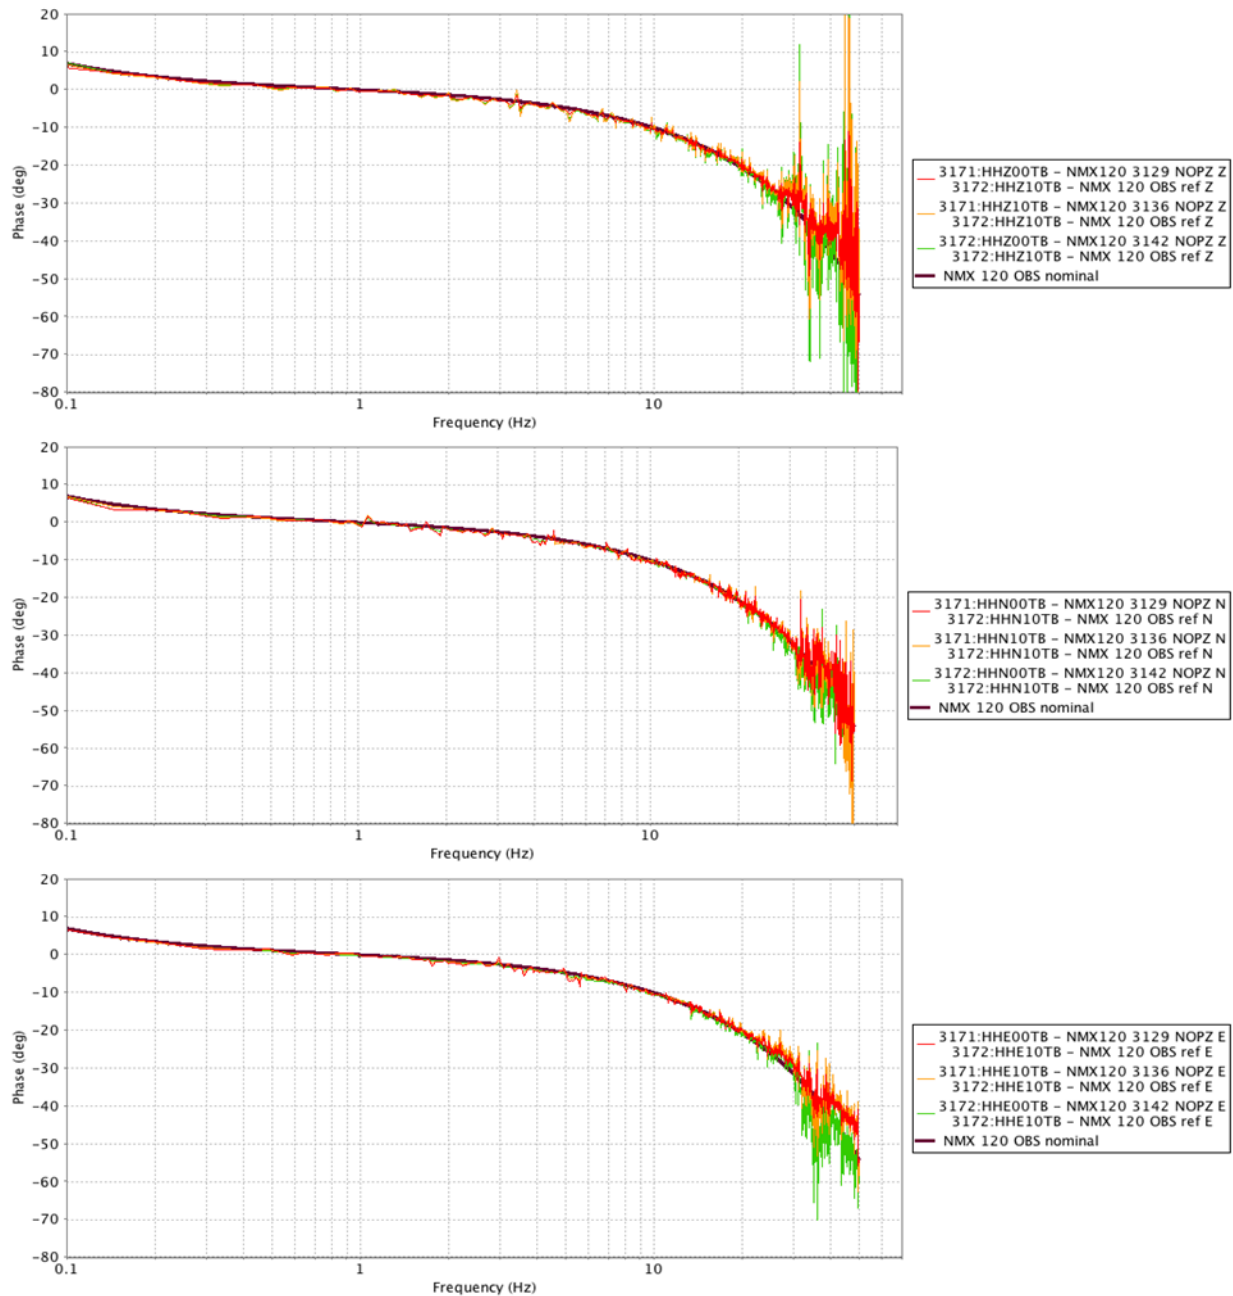 20
10
0
-10
-20
-30
-40
-50
-60
-70
-80
Phase (deg)
0.1
1
10
Frequency (Hz)
3171:HHZ00TB - NMX120 3129 NOPZ Z
3172:HHZ10TB - NMX 120 OBS ref Z
3171:HHZ10TB - NMX120 3136 NOPZ Z
3172:HHZ10TB - NMX 120 OBS ref Z
3172:HHZ00TB - NMX120 3142 NOPZ Z
3172:HHZ10TB - NMX 120 OBS ref Z
NMX 120 OBS nominal
20
10
0
-10
-20
-30
-40
-50
-60
-70
-80
Phase (deg)
0.1
1
10
Frequency (Hz)
3171:HHN00TB - NMX120 3129 NOPZ N
3172:HHN10TB - NMX 120 OBS ref N
3171:HHN10TB - NMX120 3136 NOPZ N
3172:HHN10TB - NMX 120 OBS ref N
3172:HHN00TB - NMX120 3142 NOPZ N
3172:HHN10TB - NMX 120 OBS ref N
NMX 120 OBS nominal
20
10
0
-10
-20
-30
-40
-50
-60
-70
-80
Phase (deg)
0.1
1
10
Frequency (Hz)
3171:HHE00TB - NMX120 3129 NOPZ E
3172:HHE10TB - NMX 120 OBS ref E
3171:HHE10TB - NMX120 3136 NOPZ E
3172:HHE10TB - NMX 120 OBS ref E
3172:HHE00TB - NMX120 3142 NOPZ E
3172:HHE10TB - NMX 120 OBS ref E
NMX 120 OBS nominal